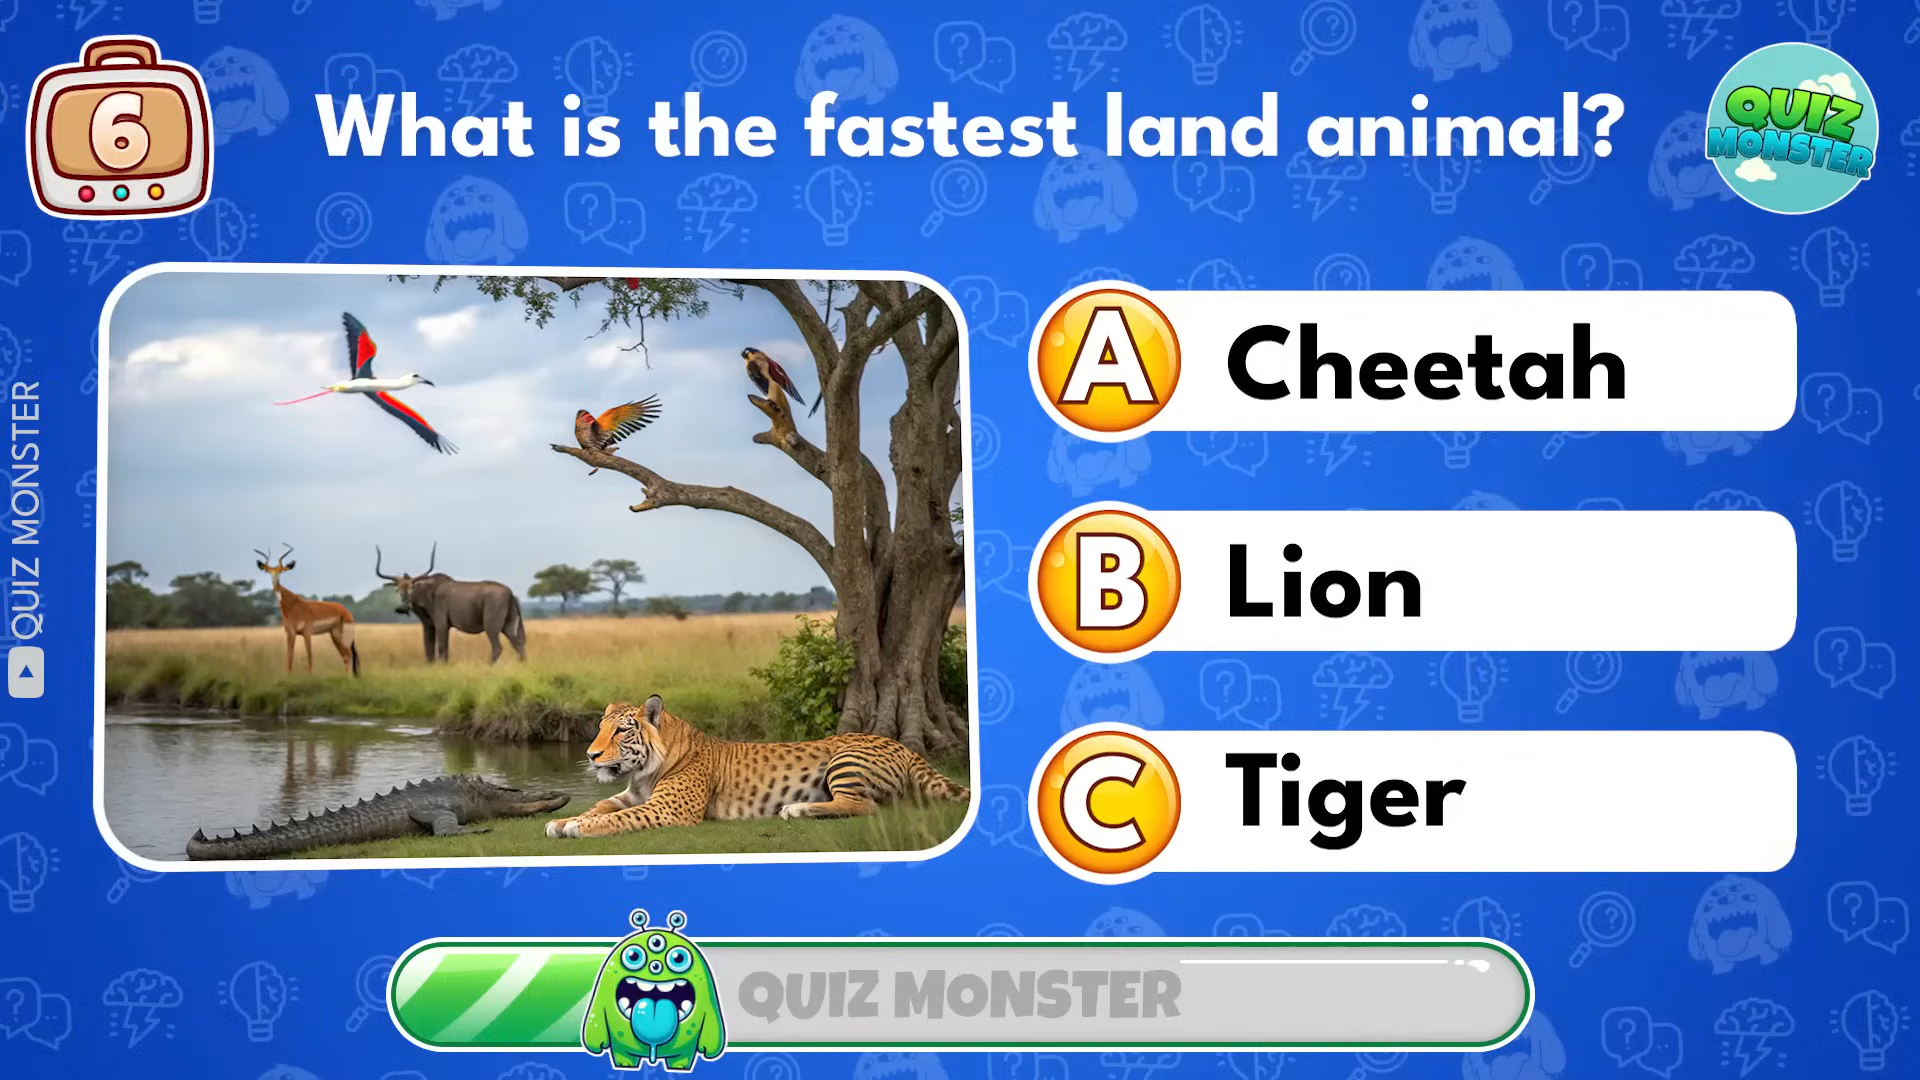 6
What is the fastest land animal?
QUIZ
MONSTER
QUIZ MONSTER
A
Cheetah
B
Lion
C
Tiger
QUIZ MONSTER